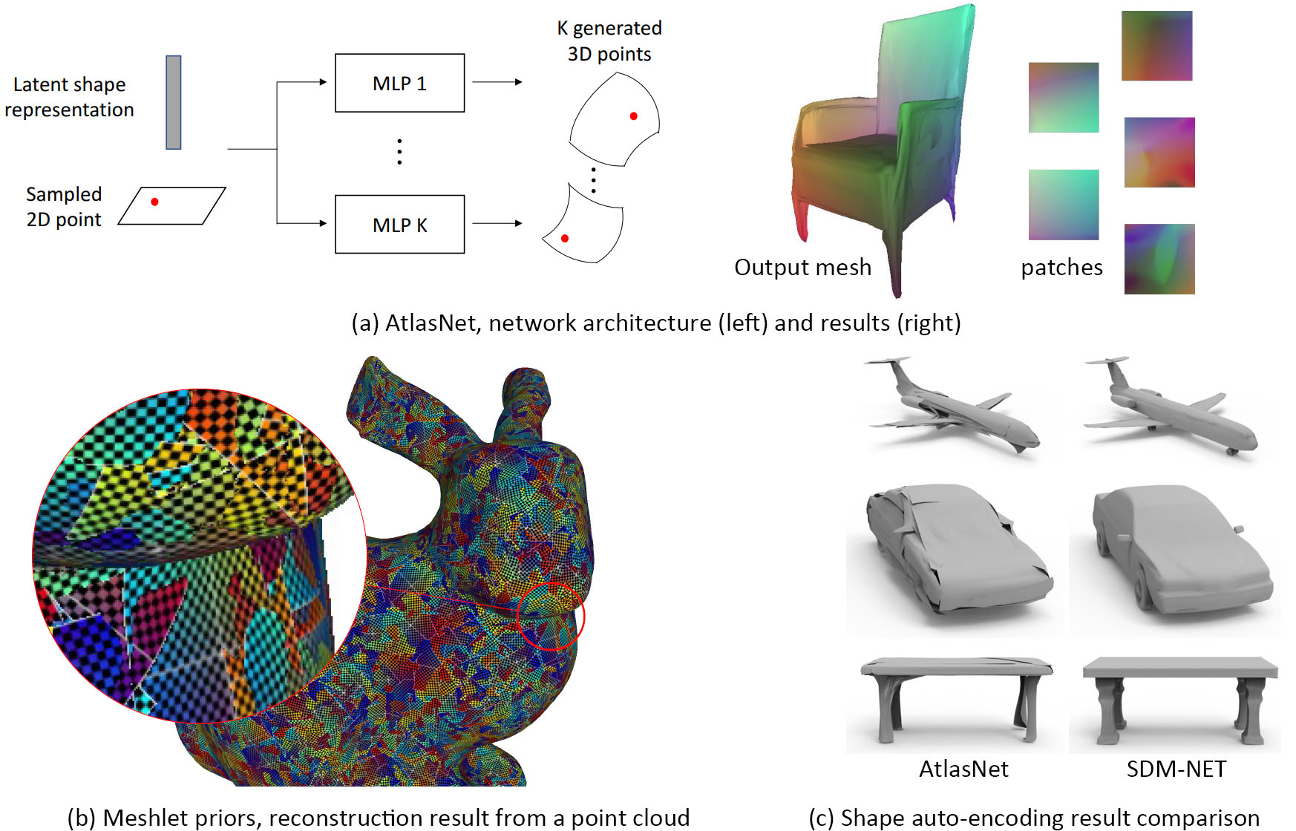 Latent shape
representation
Sampled
2D point
MLP 1
MLP K
K generated
3D points
Output mesh
patches
(a) AtlasNet, network architecture (left) and results (right)
(b) Meshlet priors, reconstruction result from a point cloud
AtlasNet
SDM-NET
(c) Shape auto-encoding result comparison